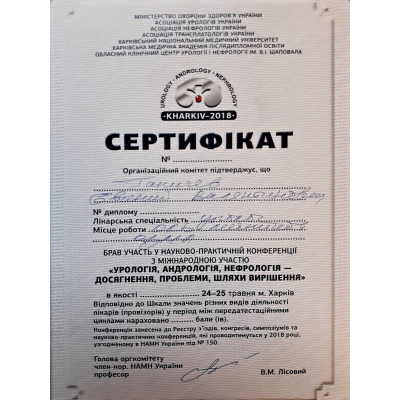 МІНІСТЕРСТВО ОХОРОНИ ЗДОРОВ'Я УКРАЇНИ
АСОЦІАЦІЯ УРОЛОГІВ УКРАЇНИ
АСОЦІАЦІЯ НЕФРОЛОГІВ УКРАЇНИ
АСОЦІАЦІЯ ТРАНСПЛАТОЛОГІВ УКРАЇНИ
ХАРКІВСЬКИЙ НАЦІОНАЛЬНИЙ МЕДИЧНИЙ УНІВЕРСИТЕТ
ХАРКІВСЬКА МЕДИЧНА АКАДЕМІЯ ПІСЛЯДИПЛОМНОЇ ОСВІТИ
ОБЛАСНИЙ КЛІНІЧНИЙ ЦЕНТР УРОЛОГІЇ І НЕФРОЛОГІЇ ІМ. В.І. ШАПОВАЛА
UROLOGY · ANDROLOGY · NEPHROLOGY
·KHARKIV–2018·
СЕРТИФІКАТ
№
Організаційний комітет підтверджує, що
№ диплому
Лікарська спеціальність
Місце роботи
БРАВ УЧАСТЬ У НАУКОВО-ПРАКТИЧНІЙ КОНФЕРЕНЦІЇ
З МІЖНАРОДНОЮ УЧАСТЮ
«УРОЛОГІЯ, АНДРОЛОГІЯ, НЕФРОЛОГІЯ —
ДОСЯГНЕННЯ, ПРОБЛЕМИ, ШЛЯХИ ВИРІШЕННЯ»
в якості 24–25 травня м. Харків
Відповідно до Шкали значень різних видів діяльності
лікарів (провізорів) у період між передатестаційними
циклами нараховано бали (ів).
Конференція занесена до Реєстру з'їздів, конгресів, симпозіумів та
науково-практичних конференцій, які проводитимуться у 2018 році,
узгодженому в НАМН України під № 150.
Голова оргкомітету
член-кор. НАМН України
професор В.М. Лісовий